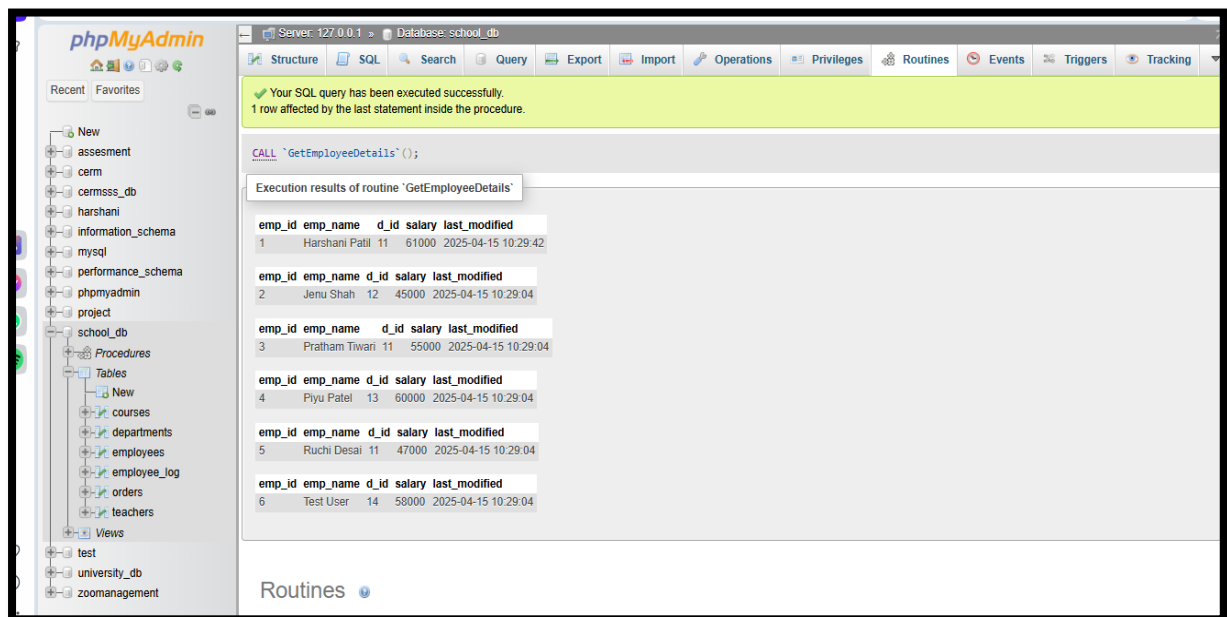 phpMyAdmin
Recent Favorites
New
assesment
cerm
cermsss_db
harshani
information_schema
mysql
performance_schema
phpmyadmin
project
school_db
Procedures
Tables
New
courses
departments
employees
employee_log
orders
teachers
Views
test
university_db
zoomanagement
Server: 127.0.0.1 » Database: school_db
Structure SQL Search Query Export Import Operations Privileges Routines Events Triggers Tracking
Your SQL query has been executed successfully.
1 row affected by the last statement inside the procedure.
CALL `GetEmployeeDetails`();
Execution results of routine `GetEmployeeDetails`
emp_id emp_name d_id salary last_modified
1 Harshani Patil 11 61000 2025-04-15 10:29:42
emp_id emp_name d_id salary last_modified
2 Jenu Shah 12 45000 2025-04-15 10:29:04
emp_id emp_name d_id salary last_modified
3 Pratham Tiwari 11 55000 2025-04-15 10:29:04
emp_id emp_name d_id salary last_modified
4 Piyu Patel 13 60000 2025-04-15 10:29:04
emp_id emp_name d_id salary last_modified
5 Ruchi Desai 11 47000 2025-04-15 10:29:04
emp_id emp_name d_id salary last_modified
6 Test User 14 58000 2025-04-15 10:29:04
Routines